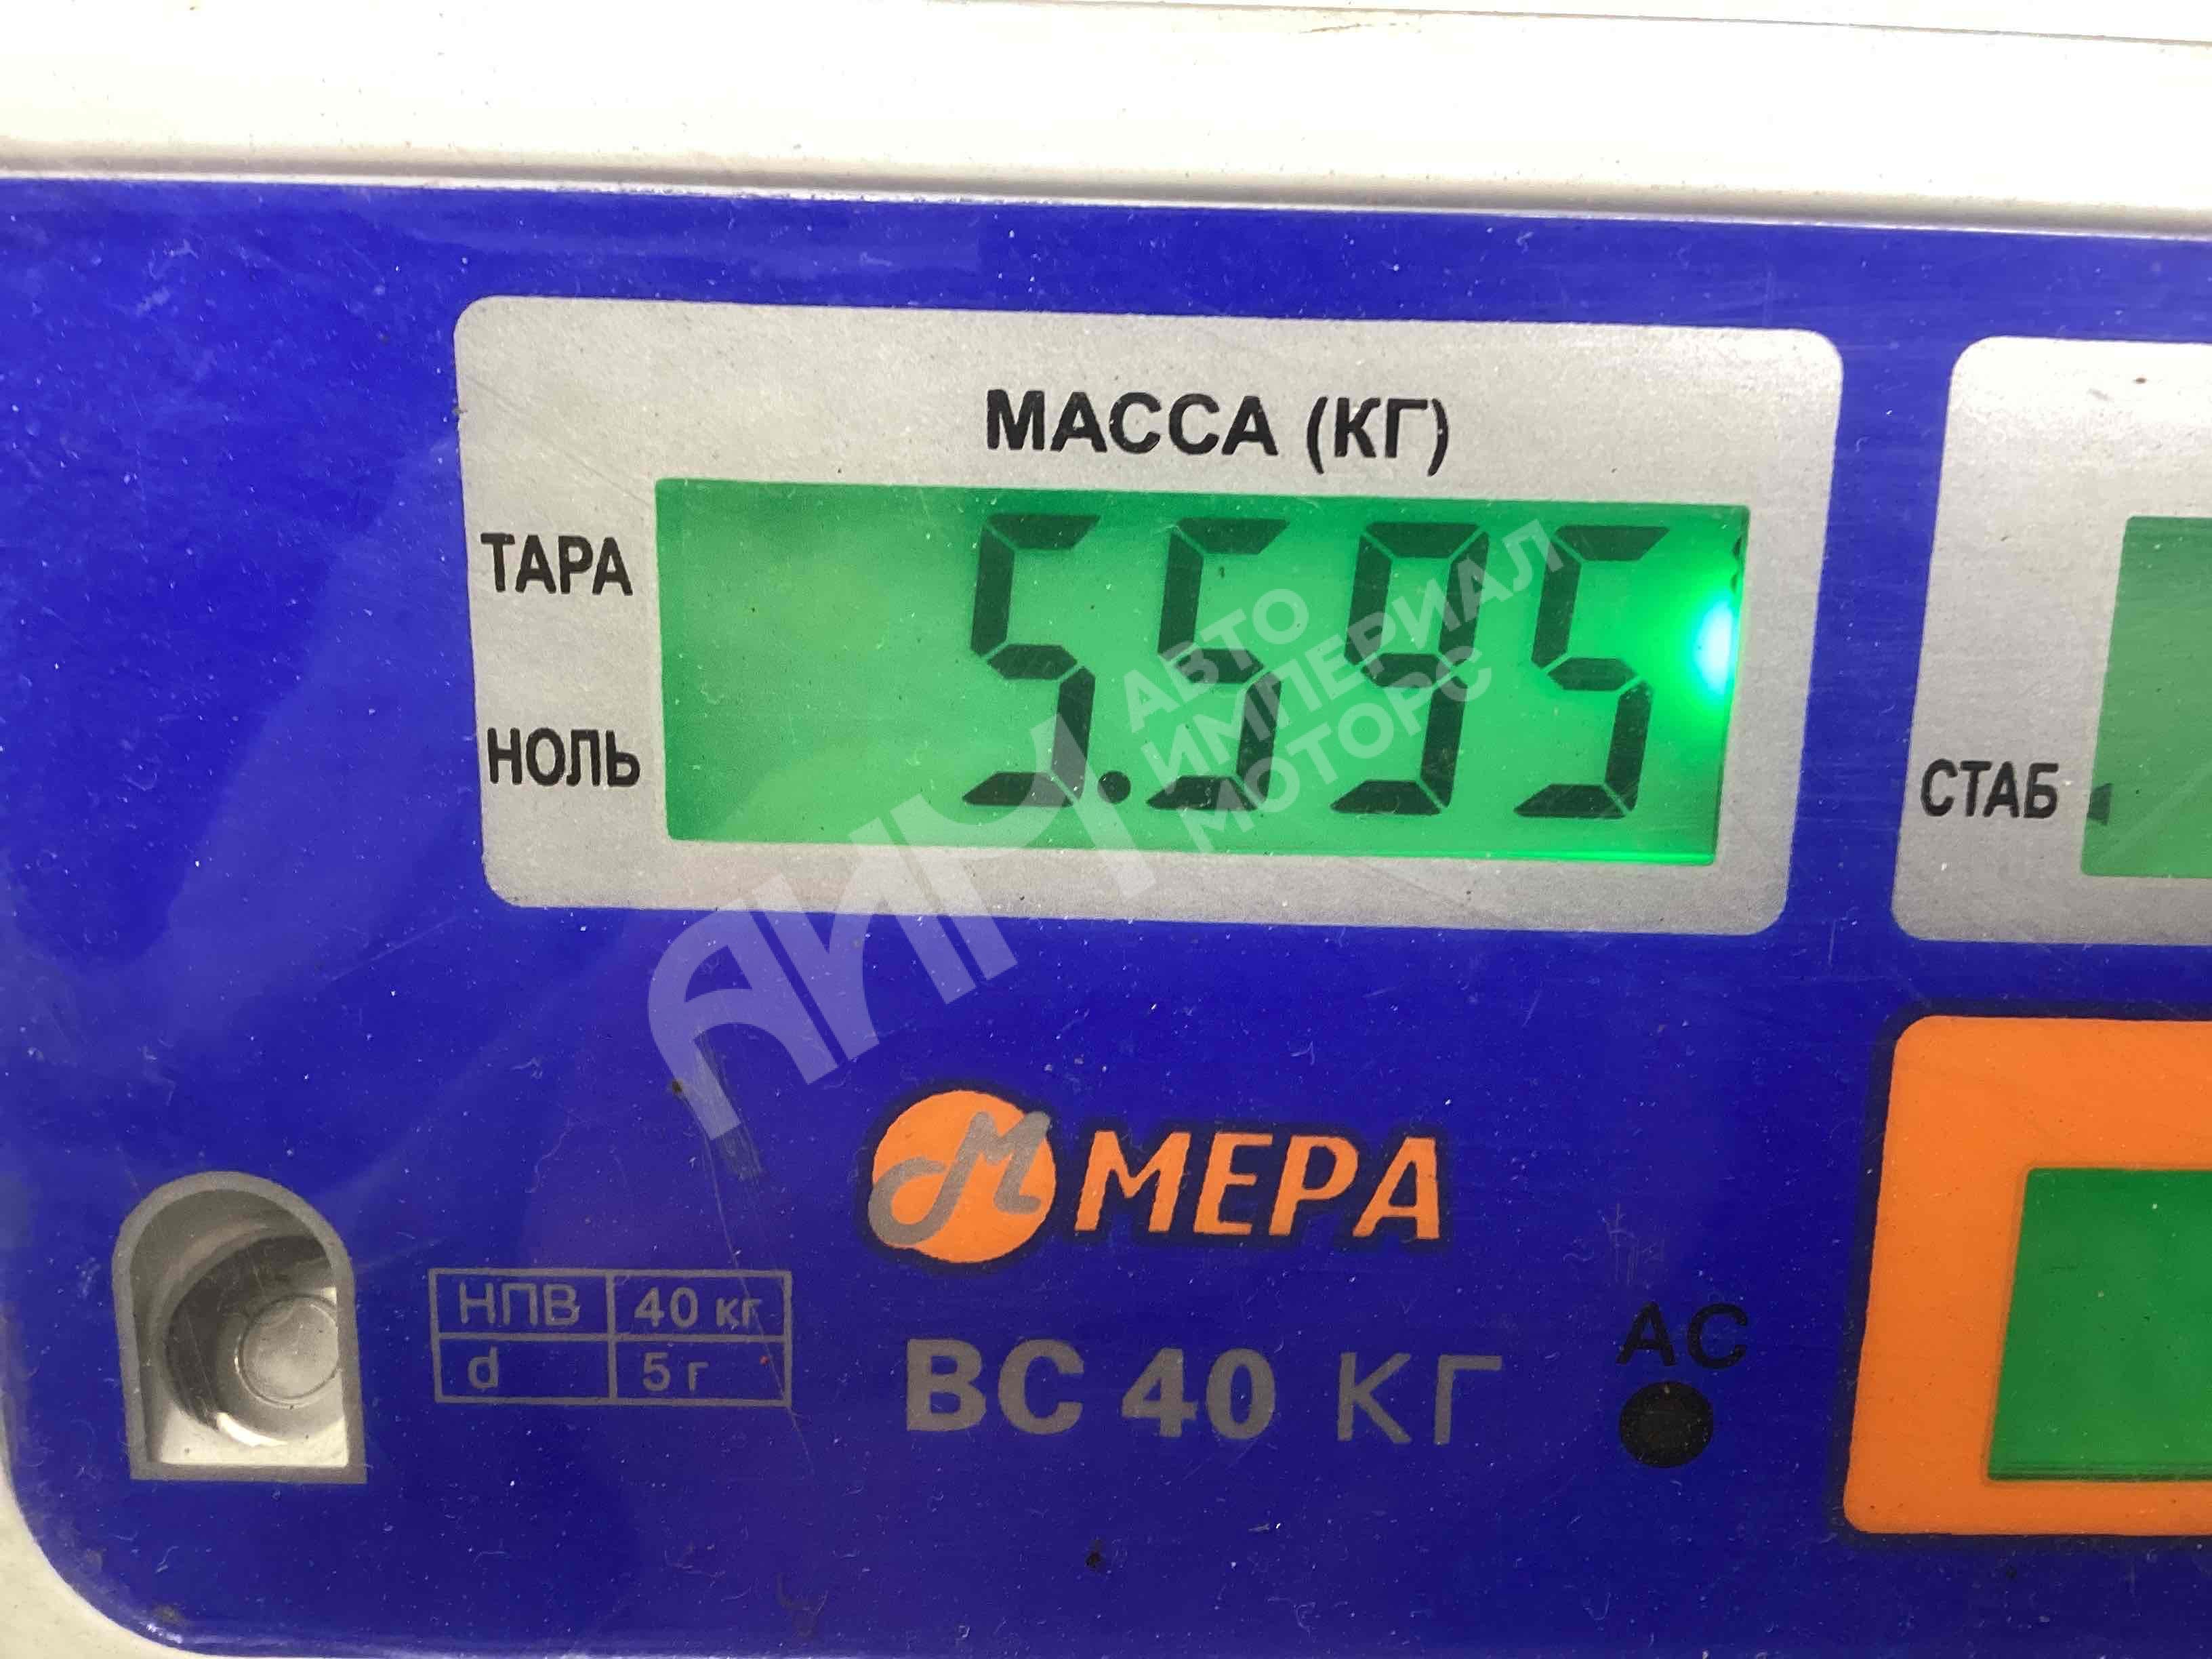 МАССА (КГ)
ТАРА
5.595
НОЛЬ
СТАБ
АИМ
АВТО
ИМПЕРИАЛ
МОТОРС
МЕРА
НПВ 40 кг
d 5 г
ВС 40 КГ
AC